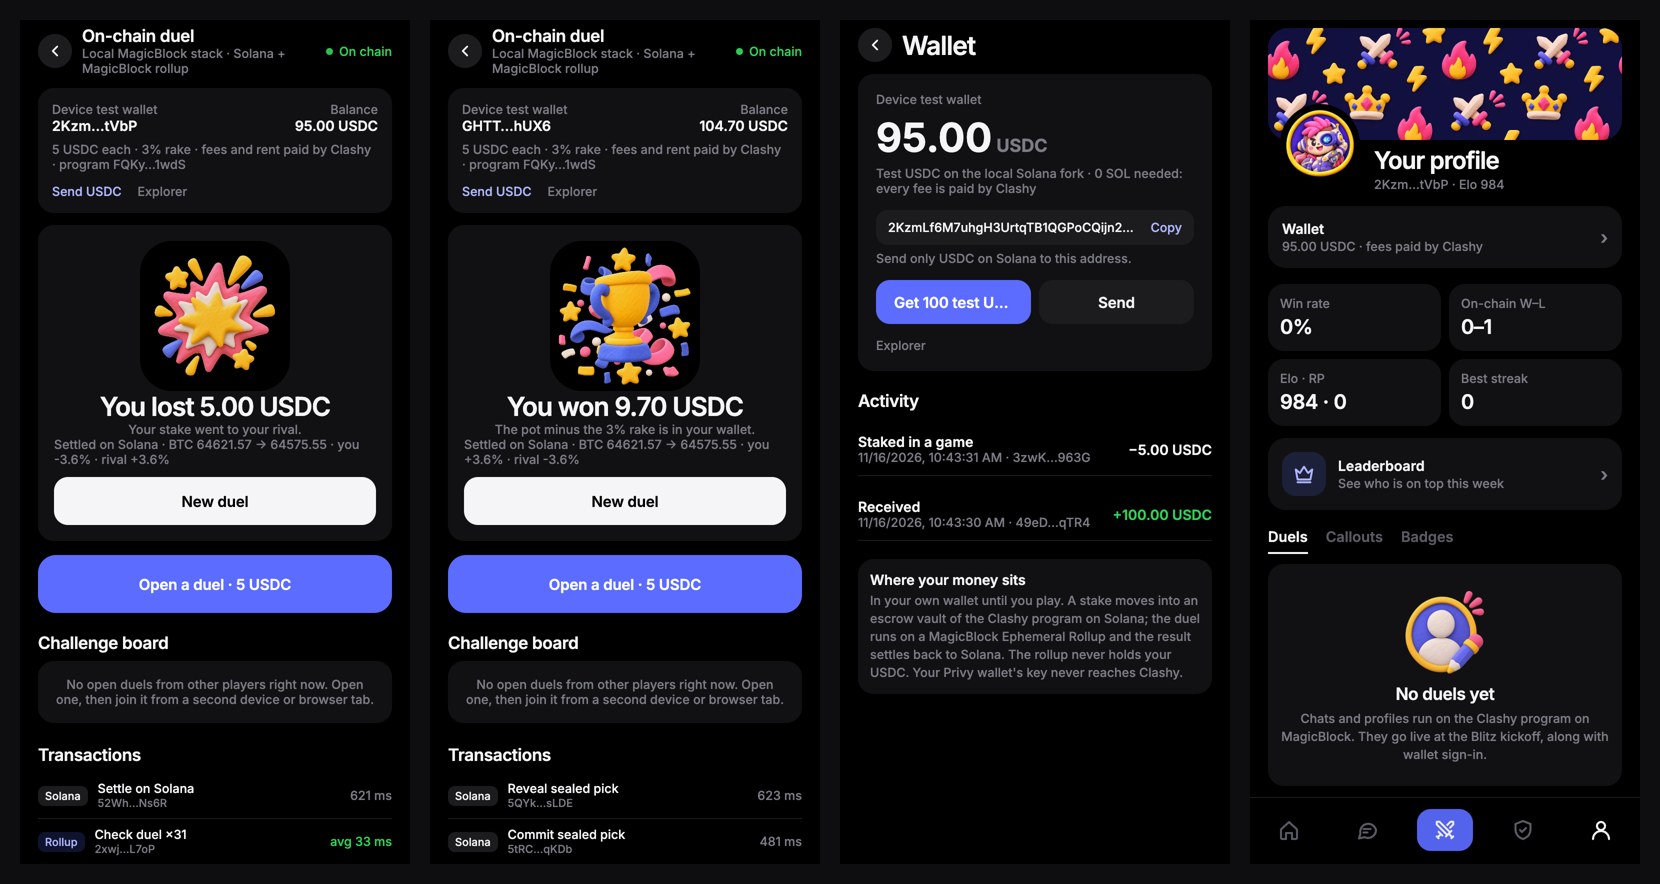 On-chain duel
Local MagicBlock stack · Solana +
MagicBlock rollup
On chain
Device test wallet
Balance
2Kzm...tVbP
95.00 USDC
5 USDC each · 3% rake · fees and rent paid by Clashy
· program FQKy...1wdS
Send USDC
Explorer
You lost 5.00 USDC
Your stake went to your rival.
Settled on Solana · BTC 64621.57 → 64575.55 · you
-3.6% · rival +3.6%
New duel
Open a duel · 5 USDC
Challenge board
No open duels from other players right now. Open
one, then join it from a second device or browser tab.
Transactions
Solana
Settle on Solana
52Wh...Ns6R
621 ms
Rollup
Check duel ×31
2xwj...L7oP
avg 33 ms
On-chain duel
Local MagicBlock stack · Solana +
MagicBlock rollup
On chain
Device test wallet
Balance
GHTT...hUX6
104.70 USDC
5 USDC each · 3% rake · fees and rent paid by Clashy
· program FQKy...1wdS
Send USDC
Explorer
You won 9.70 USDC
The pot minus the 3% rake is in your wallet.
Settled on Solana · BTC 64621.57 → 64575.55 · you
+3.6% · rival -3.6%
New duel
Open a duel · 5 USDC
Challenge board
No open duels from other players right now. Open
one, then join it from a second device or browser tab.
Transactions
Solana
Reveal sealed pick
5QYk...sLDE
623 ms
Solana
Commit sealed pick
5tRC...qKDb
481 ms
Wallet
Device test wallet
95.00 USDC
Test USDC on the local Solana fork · 0 SOL needed:
every fee is paid by Clashy
2KzmLf6M7uhgH3UrtqTB1QGPoCQijn2...
Copy
Send only USDC on Solana to this address.
Get 100 test U...
Send
Explorer
Activity
Staked in a game
11/16/2026, 10:43:31 AM · 3zwK...963G
−5.00 USDC
Received
11/16/2026, 10:43:30 AM · 49eD...qTR4
+100.00 USDC
Where your money sits
In your own wallet until you play. A stake moves into an
escrow vault of the Clashy program on Solana; the duel
runs on a MagicBlock Ephemeral Rollup and the result
settles back to Solana. The rollup never holds your
USDC. Your Privy wallet's key never reaches Clashy.
Your profile
2Kzm...tVbP · Elo 984
Wallet
95.00 USDC · fees paid by Clashy
Win rate
0%
On-chain W–L
0–1
Elo · RP
984 · 0
Best streak
0
Leaderboard
See who is on top this week
Duels
Callouts
Badges
No duels yet
Chats and profiles run on the Clashy program on
MagicBlock. They go live at the Blitz kickoff, along with
wallet sign-in.